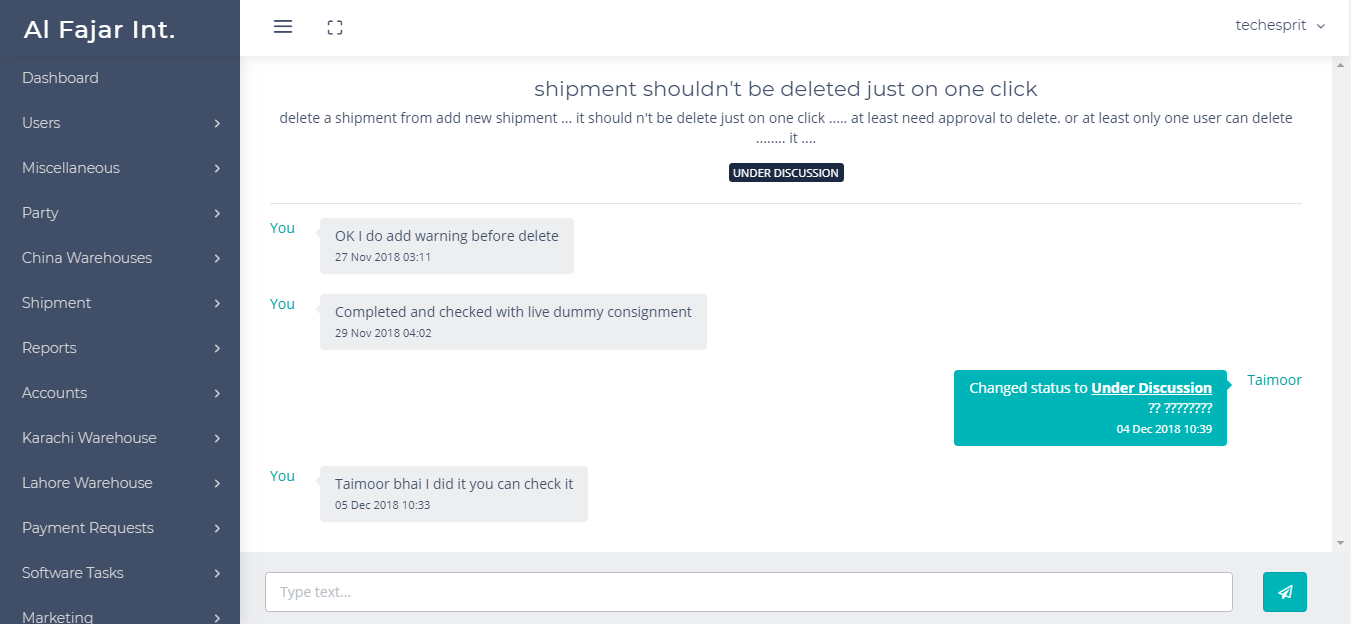 Al Fajar Int.
techesprit
Dashboard
Users
Miscellaneous
Party
China Warehouses
Shipment
Reports
Accounts
Karachi Warehouse
Lahore Warehouse
Payment Requests
Software Tasks
Marketing
shipment shouldn't be deleted just on one click
delete a shipment from add new shipment ... it should n't be delete just on one click ..... at least need approval to delete. or at least only one user can delete
........ it ....
UNDER DISCUSSION
You
OK I do add warning before delete
27 Nov 2018 03:11
You
Completed and checked with live dummy consignment
29 Nov 2018 04:02
Taimoor
Changed status to Under Discussion
?? ????????
04 Dec 2018 10:39
You
Taimoor bhai I did it you can check it
05 Dec 2018 10:33
Type text...